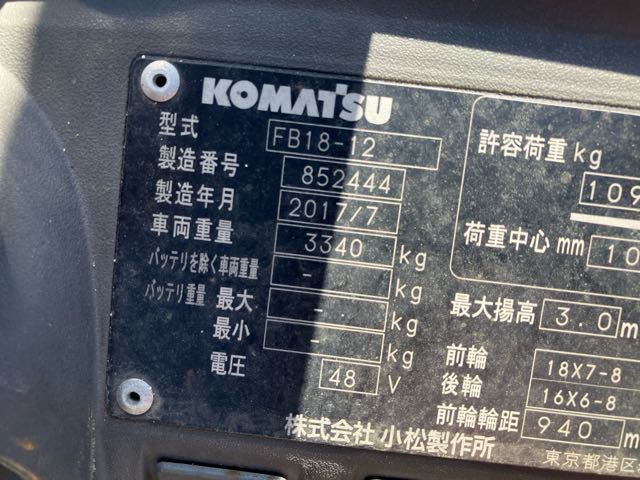 KOMATSU
型式 FB18-12
製造番号 852444
製造年月 2017/7
車両重量 3340 kg
バッテリを除く車両重量 - kg
バッテリ重量 最大 - kg
最小 - kg
電圧 48 V
株式会社 小松製作所
許容荷重 kg
109
荷重中心 mm 10
最大揚高 3.0 m
前輪 18X7-8
後輪 16X6-8
前輪輪距 940 m
東京都港区